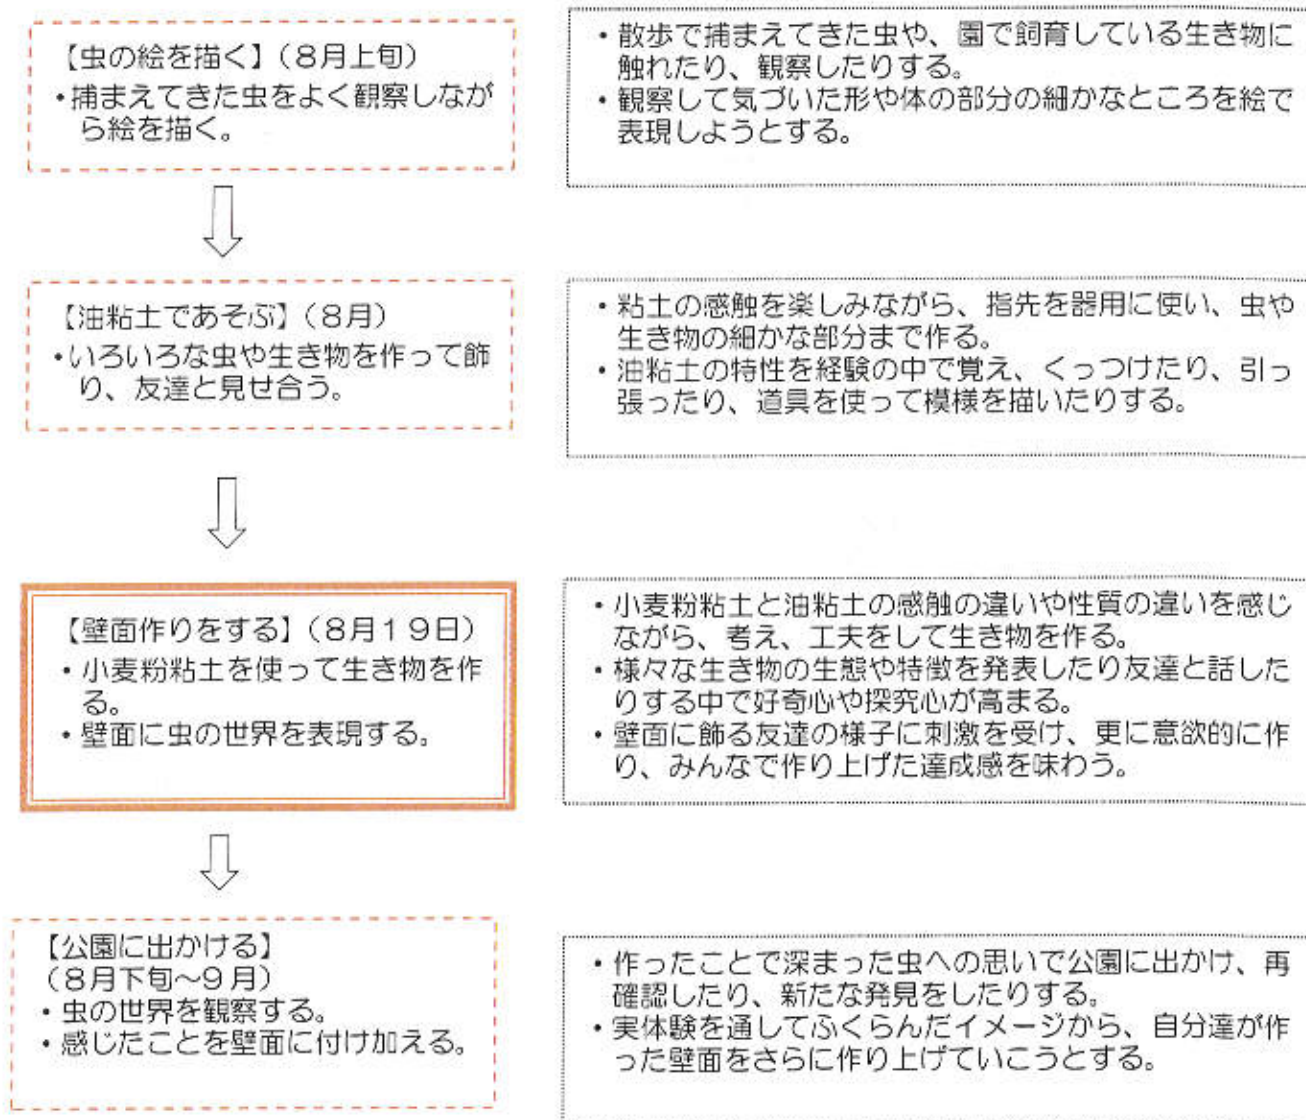 【虫の絵を描く】（8月上旬）
・捕まえてきた虫をよく観察しなが
ら絵を描く。
・散歩で捕まえてきた虫や、園で飼育している生き物に
触れたり、観察したりする。
・観察して気づいた形や体の部分の細かなところを絵で
表現しようとする。
【油粘土であそぶ】（8月）
・いろいろな虫や生き物を作って飾
り、友達と見せ合う。
・粘土の感触を楽しみながら、指先を器用に使い、虫や
生き物の細かな部分まで作る。
・油粘土の特性を経験の中で覚え、くっつけたり、引っ
張ったり、道具を使って模様を描いたりする。
【壁面作りをする】（8月19日）
・小麦粉粘土を使って生き物を作
る。
・壁面に虫の世界を表現する。
・小麦粉粘土と油粘土の感触の違いや性質の違いを感じ
ながら、考え、工夫をして生き物を作る。
・様々な生き物の生態や特徴を発表したり友達と話した
りする中で好奇心や探究心が高まる。
・壁面に飾る友達の様子に刺激を受け、更に意欲的に作
り、みんなで作り上げた達成感を味わう。
【公園に出かける】
（8月下旬～9月）
・虫の世界を観察する。
・感じたことを壁面に付け加える。
・作ったことで深まった虫への思いで公園に出かけ、再
確認したり、新たな発見をしたりする。
・実体験を通してふくらんだイメージから、自分達が作
った壁面をさらに作り上げていこうとする。